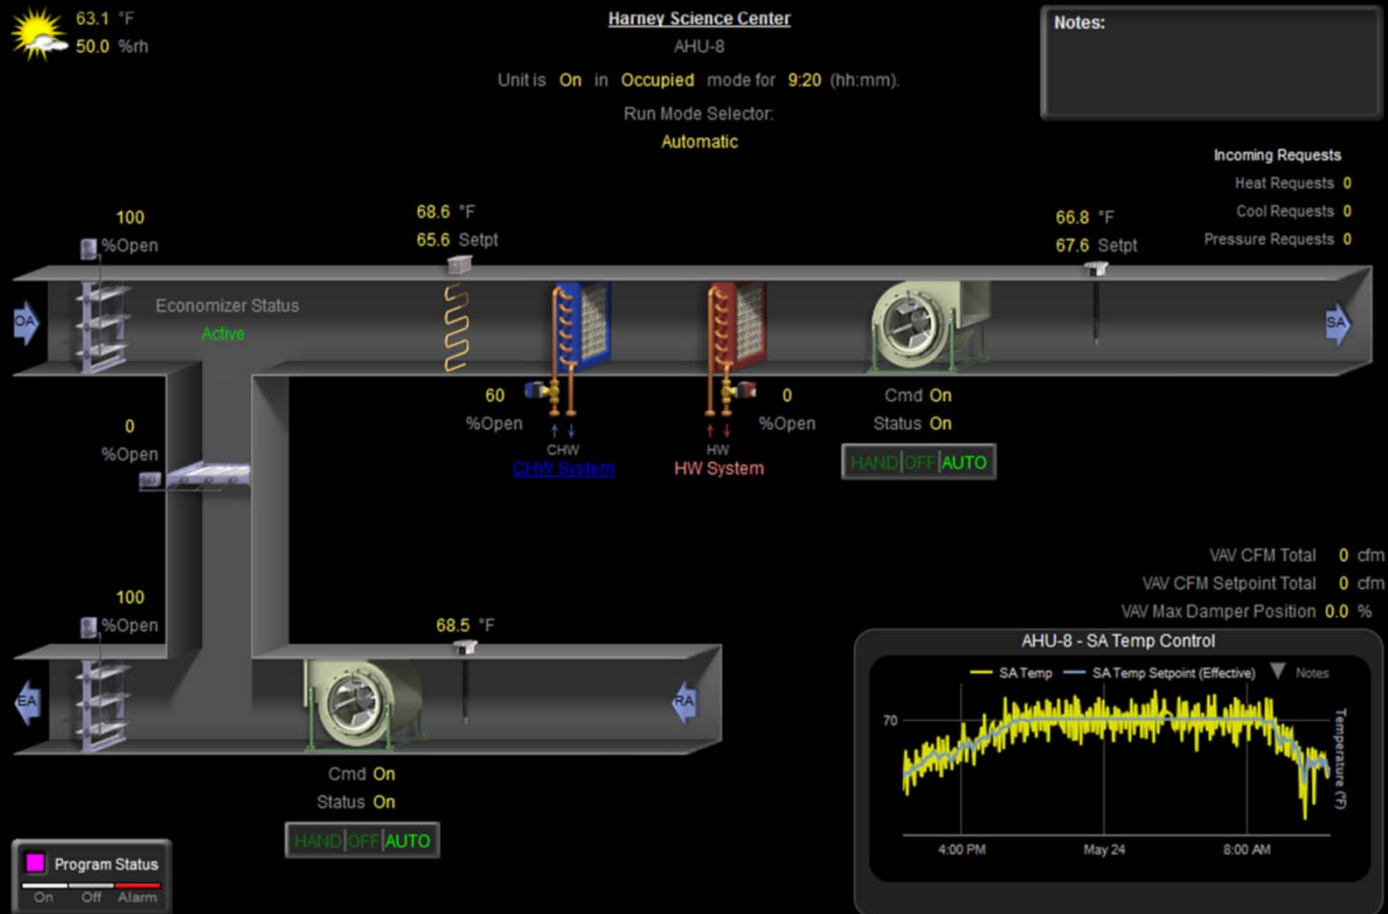 63.1 °F
50.0 %rh
Harney Science Center
AHU-8
Unit is On in Occupied mode for 9:20 (hh:mm).
Run Mode Selector:
Automatic
Notes:
Incoming Requests
Heat Requests 0
Cool Requests 0
Pressure Requests 0
100
%Open
68.6 °F
65.6 Setpt
66.8 °F
67.6 Setpt
OA
Economizer Status
Active
SA
0
%Open
60
%Open
CHW
CHW System
0
%Open
HW
HW System
Cmd On
Status On
HAND|OFF|AUTO
VAV CFM Total 0 cfm
VAV CFM Setpoint Total 0 cfm
VAV Max Damper Position 0.0 %
100
%Open
68.5 °F
EA
RA
Cmd On
Status On
HAND|OFF|AUTO
AHU-8 - SA Temp Control
SA Temp SA Temp Setpoint (Effective) Notes
70
Temperature (°F)
4:00 PM May 24 8:00 AM
Program Status
On Off Alarm